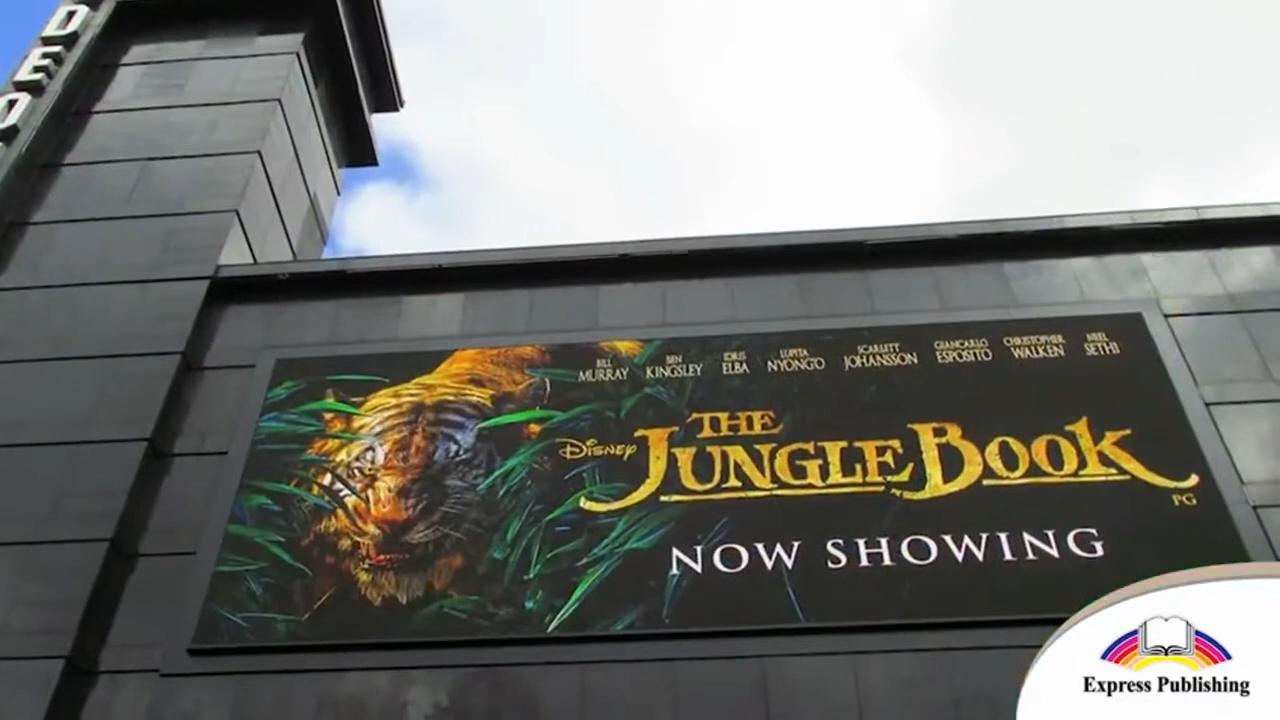 DEO
BILL MURRAY BEN KINGSLEY IDRIS ELBA LUPITA NYONGO SCARLETT JOHANSSON GIANCARLO ESPOSITO CHRISTOPHER WALKEN NEEL SETHI
DISNEY
THE
JUNGLE BOOK
PG
NOW SHOWING
Express Publishing